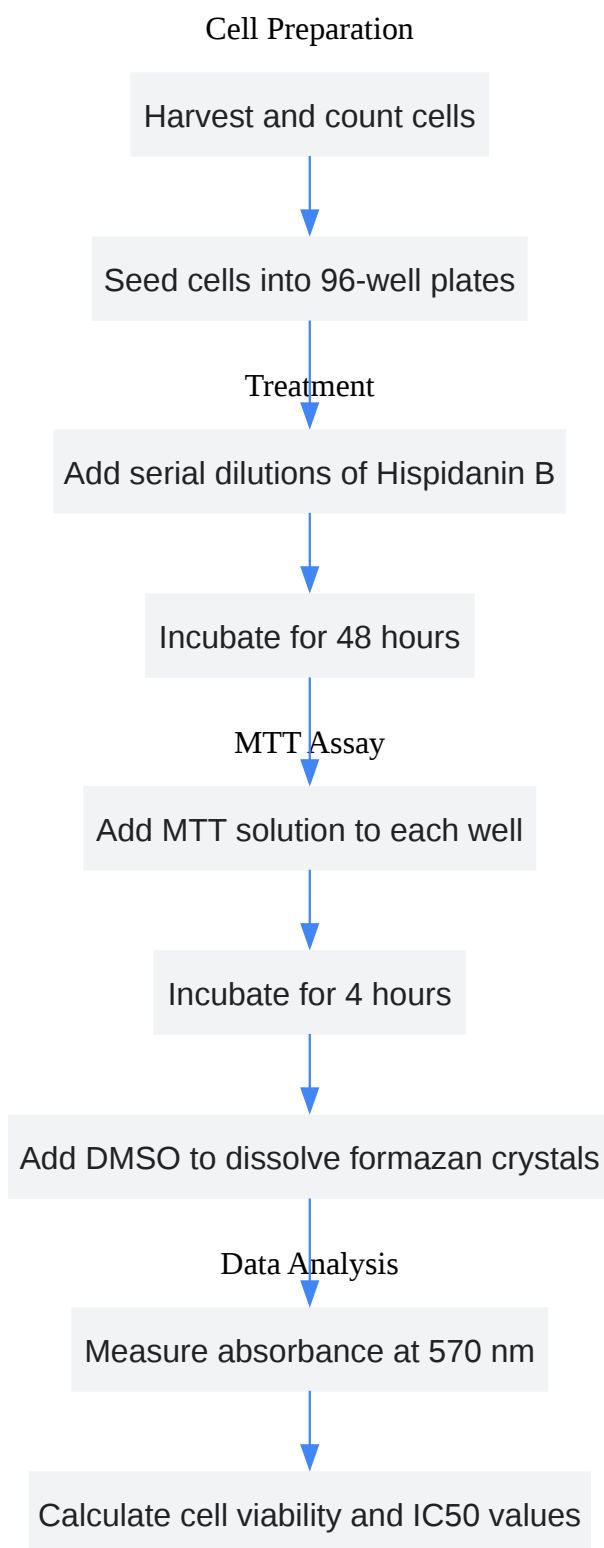 Cell Preparation
Harvest and count cells
Seed cells into 96-well plates
Treatment
Add serial dilutions of Hispidanin B
Incubate for 48 hours
MTT Assay
Add MTT solution to each well
Incubate for 4 hours
Add DMSO to dissolve formazan crystals
Data Analysis
Measure absorbance at 570 nm
Calculate cell viability and IC50 values